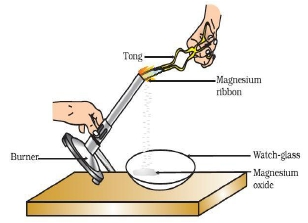 Tong
Magnesium
ribbon
Burner
Watch-glass
Magnesium
oxide